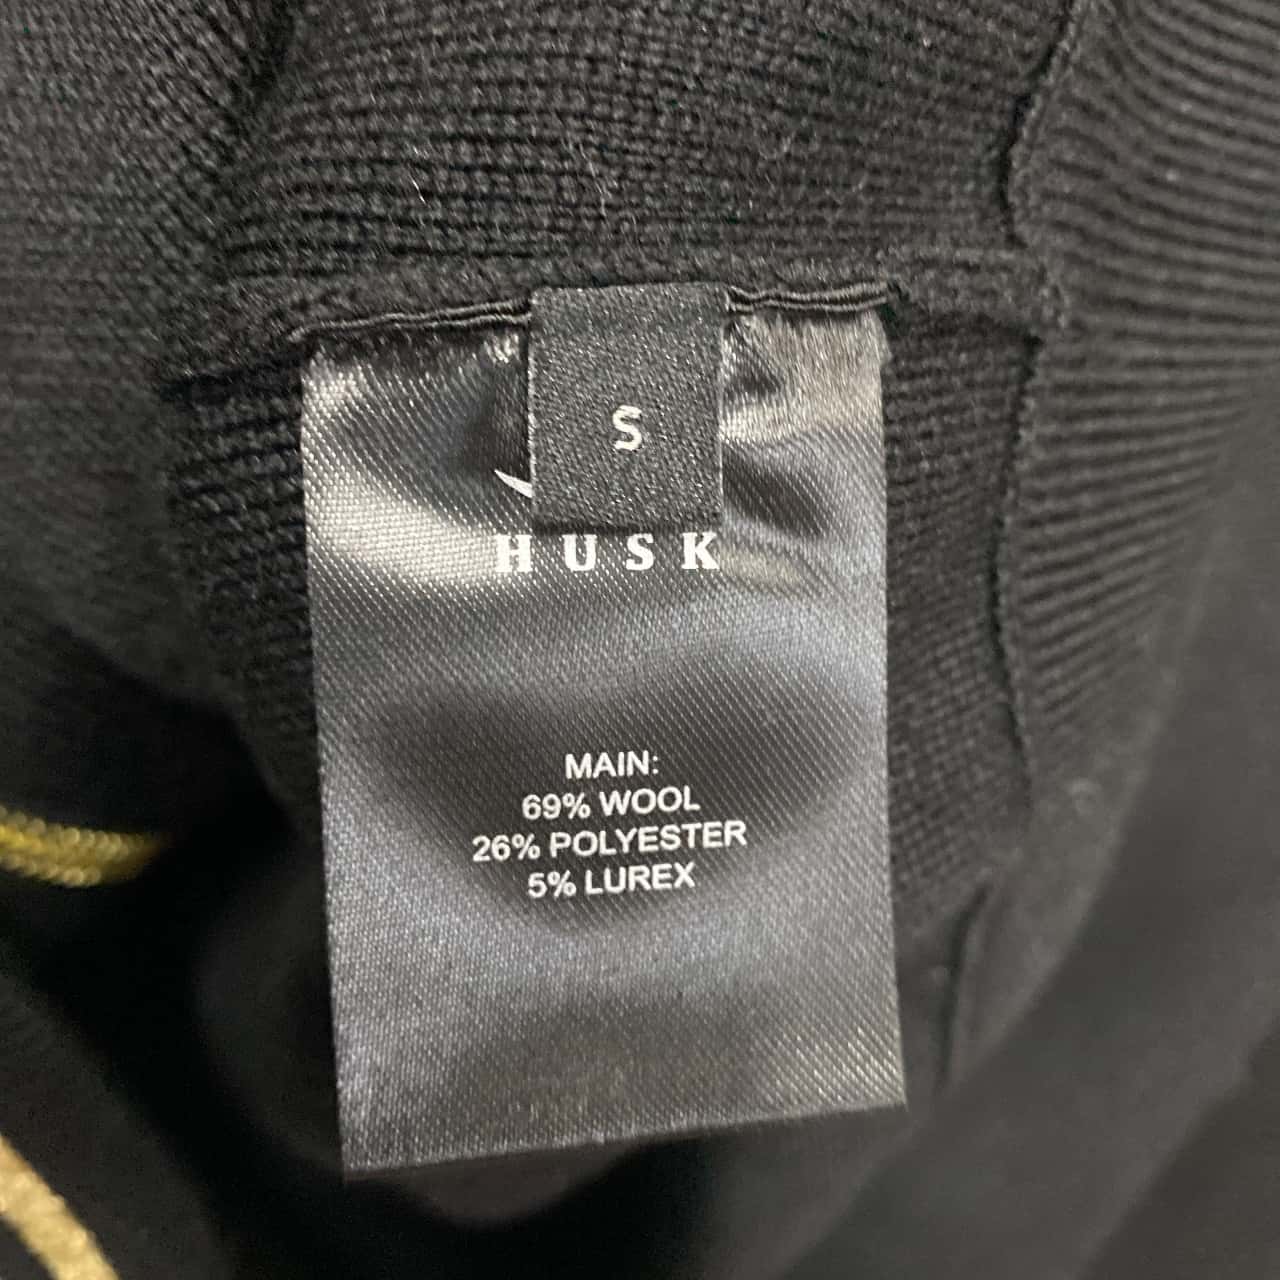 S
HUSK
MAIN:
69% WOOL
26% POLYESTER
5% LUREX